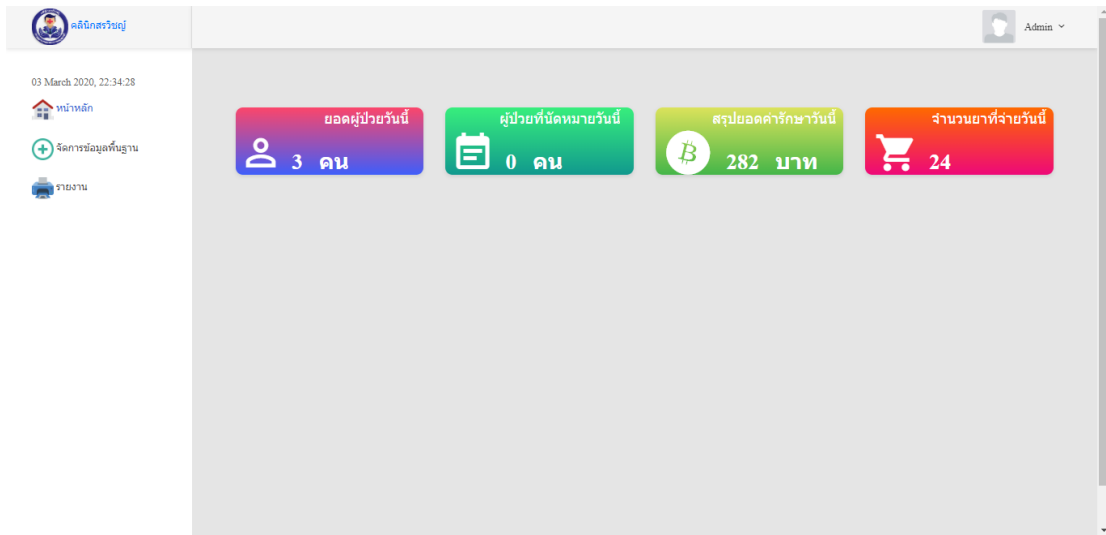 คลินิกสรวิชญ์
Admin
03 March 2020, 22:34:28
หน้าหลัก
จัดการข้อมูลพื้นฐาน
รายงาน
ยอดผู้ป่วยวันนี้
3 คน
ผู้ป่วยที่นัดหมายวันนี้
0 คน
สรุปยอดค่ารักษาวันนี้
282 บาท
จำนวนยาที่จ่ายวันนี้
24